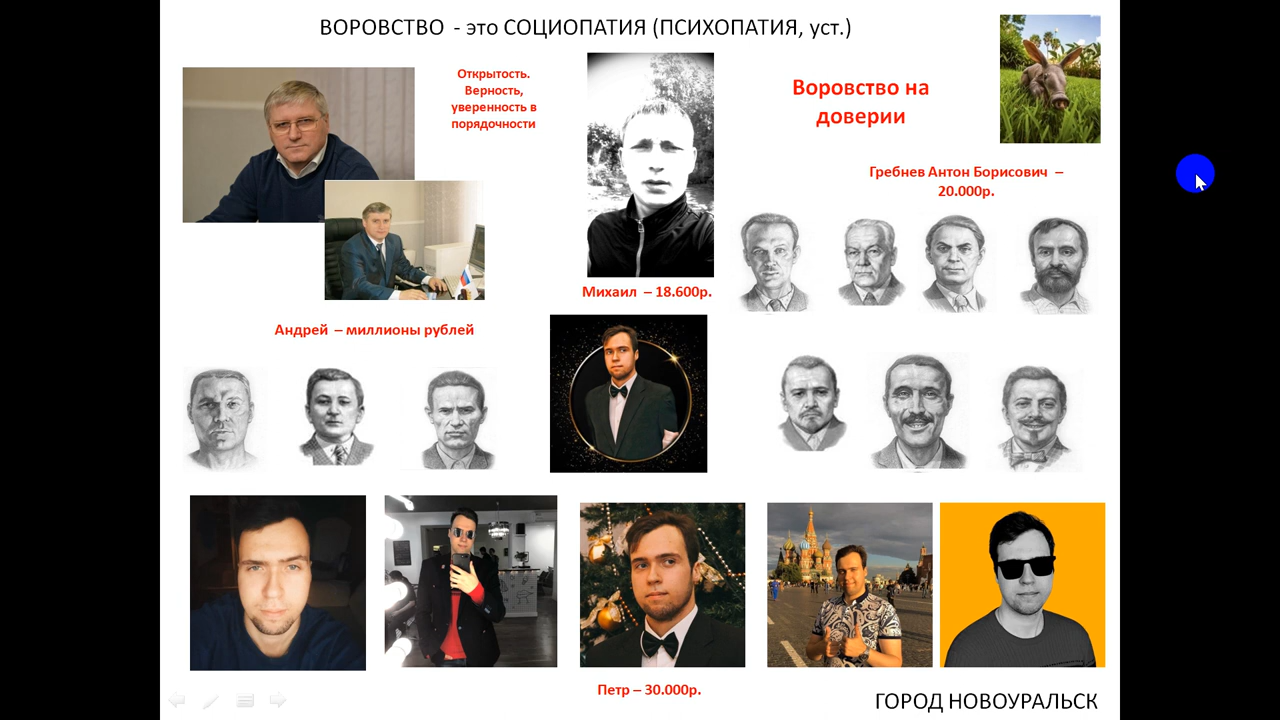 ВОРОВСТВО - это СОЦИОПАТИЯ (ПСИХОПАТИЯ, уст.)
Открытость.
Верность,
уверенность в
порядочности
Воровство на
доверии
Гребнев Антон Борисович –
20.000р.
Михаил – 18.600р.
Андрей – миллионы рублей
Петр – 30.000р.
ГОРОД НОВОУРАЛЬСК